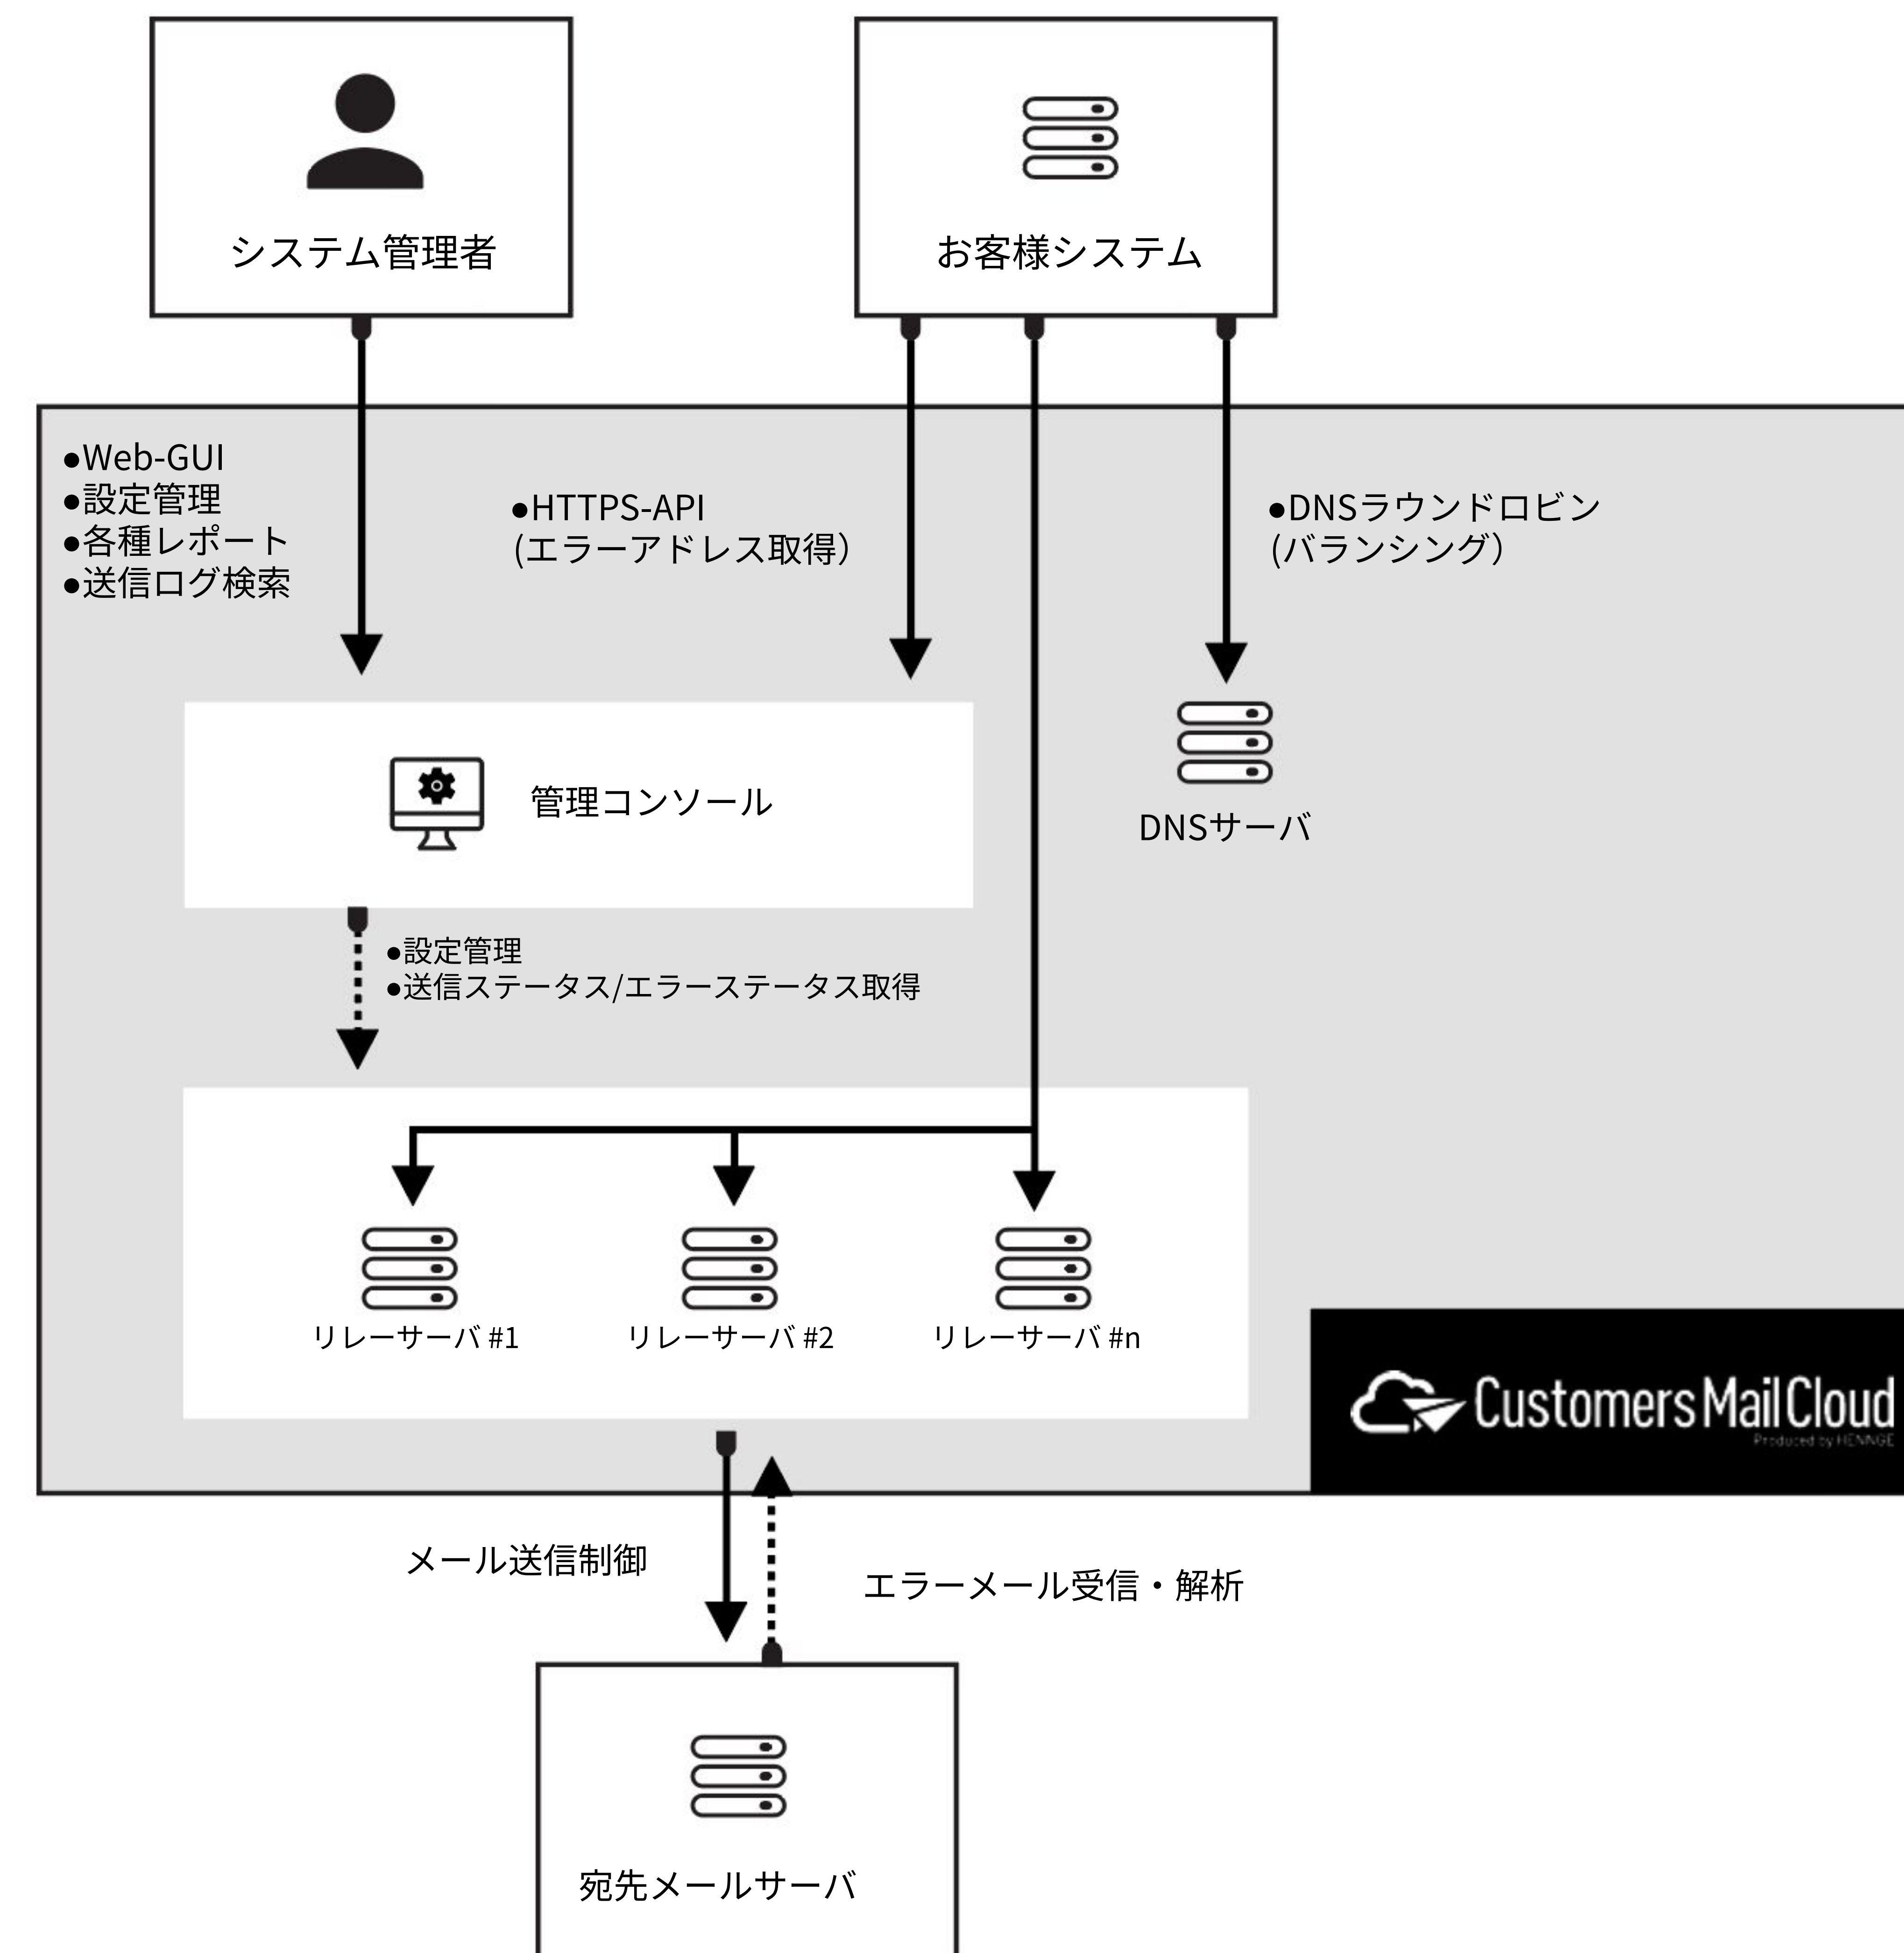 システム管理者
お客様システム
●Web-GUI
●設定管理
●各種レポート
●送信ログ検索
●HTTPS-API
(エラーアドレス取得）
●DNSラウンドロビン
(バランシング）
管理コンソール
DNSサーバ
●設定管理
●送信ステータス/エラーステータス取得
リレーサーバ #1
リレーサーバ #2
リレーサーバ #n
Customers Mail Cloud
Produced by HENNGE
メール送信制御
エラーメール受信・解析
宛先メールサーバ